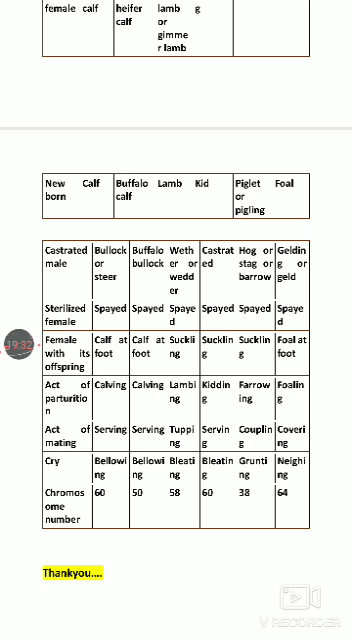 female calf heifer lamb g
calf or
gimme
r lamb
New Calf Buffalo Lamb Kid Piglet Foal
born calf or
pigling
Castrated Bullock Buffalo Weth Castrat Hog or Geldin
male or bullock er or ed stag or g or
steer wedd barrow geld
er
Sterilized Spayed Spayed Spaye Spayed Spayed Spaye
female d d
Female Calf at Calf at Suckli Sucklin Sucklin Foal at
with its foot foot ng g g foot
offspring
Act of Calving Calving Lambi Kiddin Farrow Foalin
parturitio ng g ing g
n
Act of Serving Serving Tuppi Servin Couplin Coveri
mating ng g g ng
Cry Bellowi Bellowi Bleati Bleatin Grunti Neighi
ng ng ng g ng ng
Chromos 60 50 58 60 38 64
ome
number
19:32
Thankyou....
V RECORDER